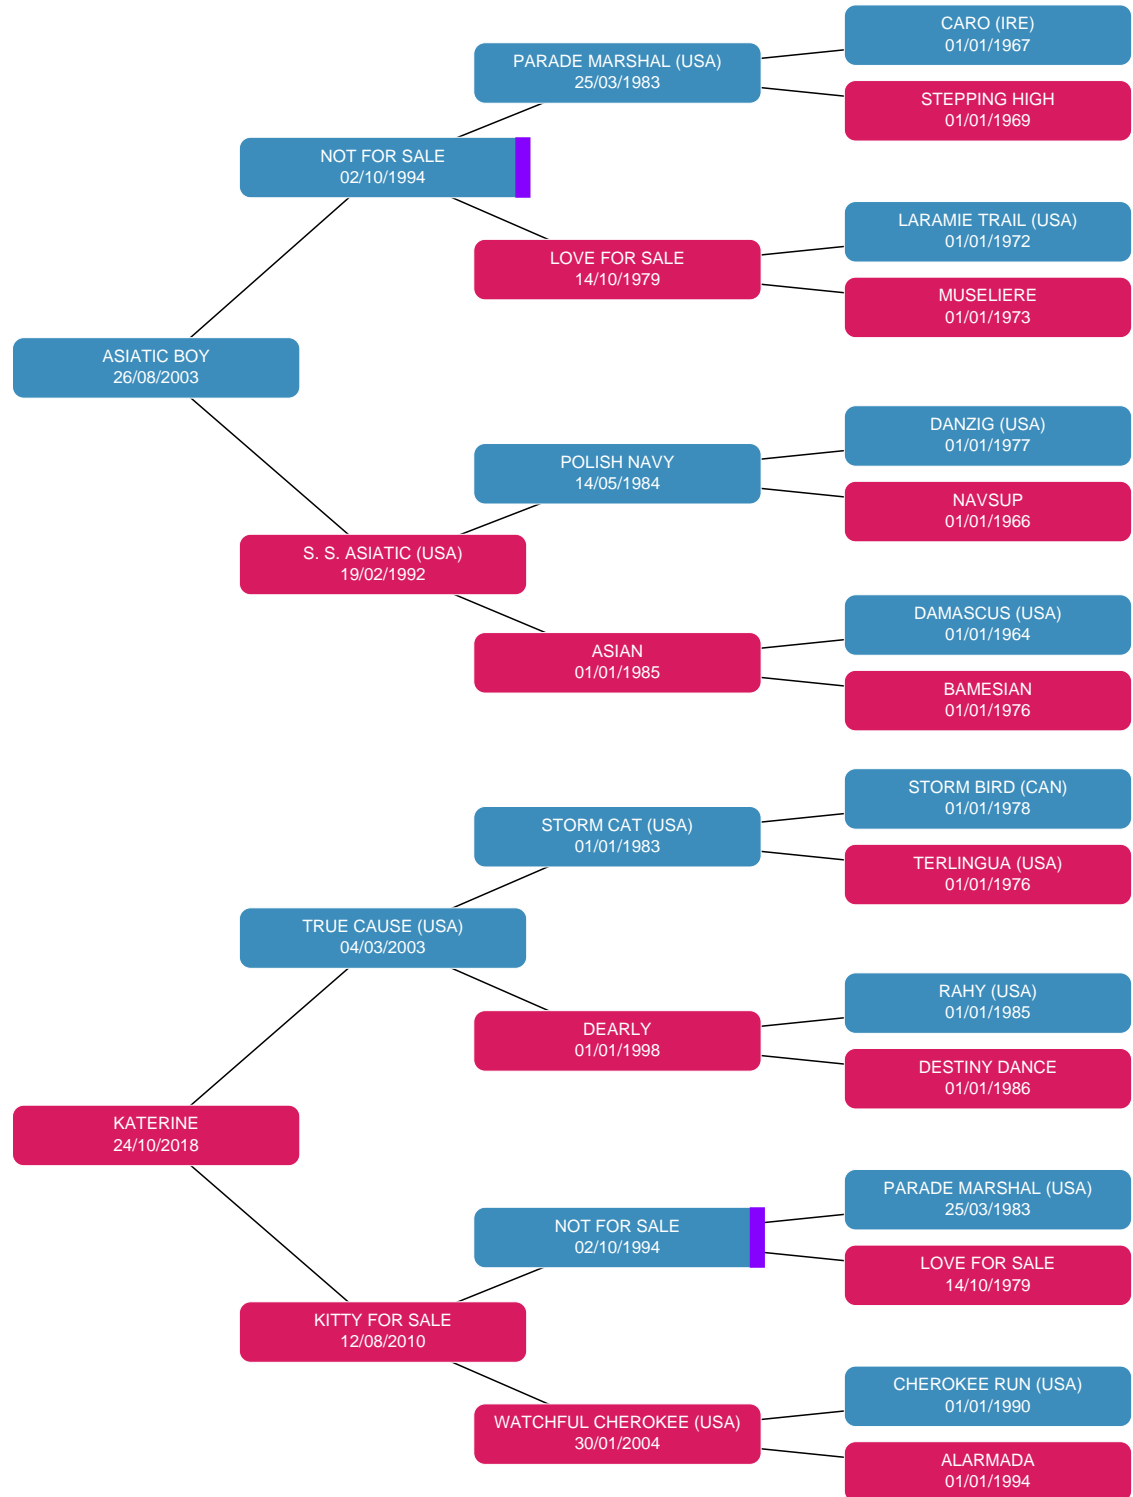 CARO (IRE)
01/01/1967
PARADE MARSHAL (USA)
25/03/1983
STEPPING HIGH
01/01/1969
NOT FOR SALE
02/10/1994
LARAMIE TRAIL (USA)
01/01/1972
LOVE FOR SALE
14/10/1979
MUSELIERE
01/01/1973
ASIATIC BOY
26/08/2003
DANZIG (USA)
01/01/1977
POLISH NAVY
14/05/1984
NAVSUP
01/01/1966
S. S. ASIATIC (USA)
19/02/1992
DAMASCUS (USA)
01/01/1964
ASIAN
01/01/1985
BAMESIAN
01/01/1976
STORM BIRD (CAN)
01/01/1978
STORM CAT (USA)
01/01/1983
TERLINGUA (USA)
01/01/1976
TRUE CAUSE (USA)
04/03/2003
RAHY (USA)
01/01/1985
DEARLY
01/01/1998
DESTINY DANCE
01/01/1986
KATERINE
24/10/2018
PARADE MARSHAL (USA)
25/03/1983
NOT FOR SALE
02/10/1994
LOVE FOR SALE
14/10/1979
KITTY FOR SALE
12/08/2010
CHEROKEE RUN (USA)
01/01/1990
WATCHFUL CHEROKEE (USA)
30/01/2004
ALARMADA
01/01/1994